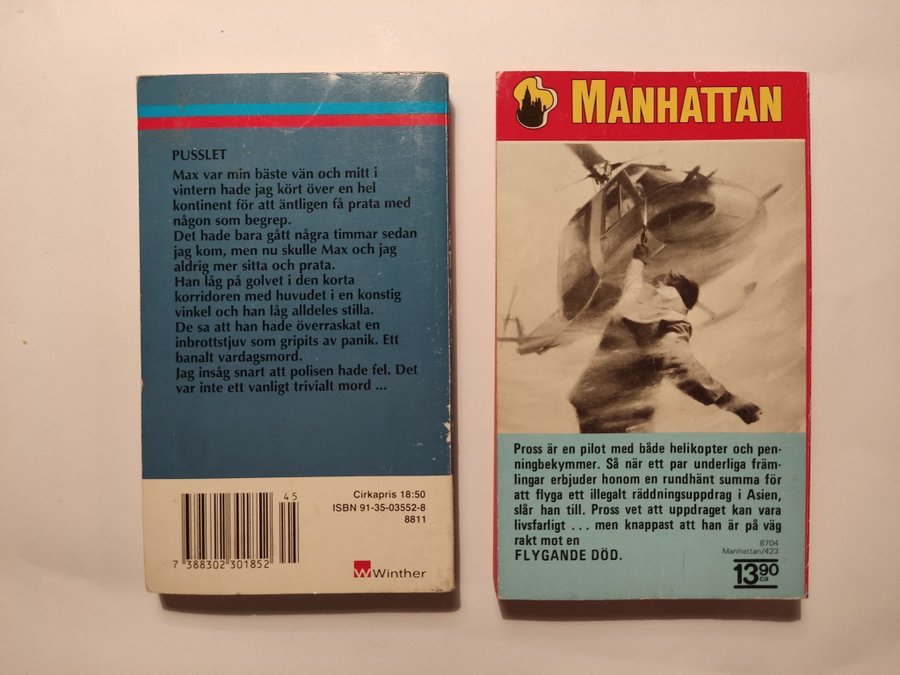 PUSSLET
Max var min bäste vän och mitt i
vintern hade jag kört över en hel
kontinent för att äntligen få prata med
någon som begrep.
Det hade bara gått några timmar sedan
jag kom, men nu skulle Max och jag
aldrig mer sitta och prata.
Han låg på golvet i den korta
korridoren med huvudet i en konstig
vinkel och han låg alldeles stilla.
De sa att han hade överraskat en
inbrottstjuv som gripits av panik. Ett
banalt vardagsmord.
Jag insåg snart att polisen hade fel. Det
var inte ett vanligt trivialt mord ...
45
7 388302 301852
Cirkapris 18:50
ISBN 91-35-03552-8
8811
Winther
MANHATTAN
Pross är en pilot med både helikopter och pen-
ningbekymmer. Så när ett par underliga främ-
lingar erbjuder honom en rundhänt summa för
att flyga ett illegalt räddningsuppdrag i Asien,
slår han till. Pross vet att uppdraget kan vara
livsfarligt ... men knappast att han är på väg
rakt mot en
FLYGANDE DÖD.
8704
Manhattan/423
13.90
ca